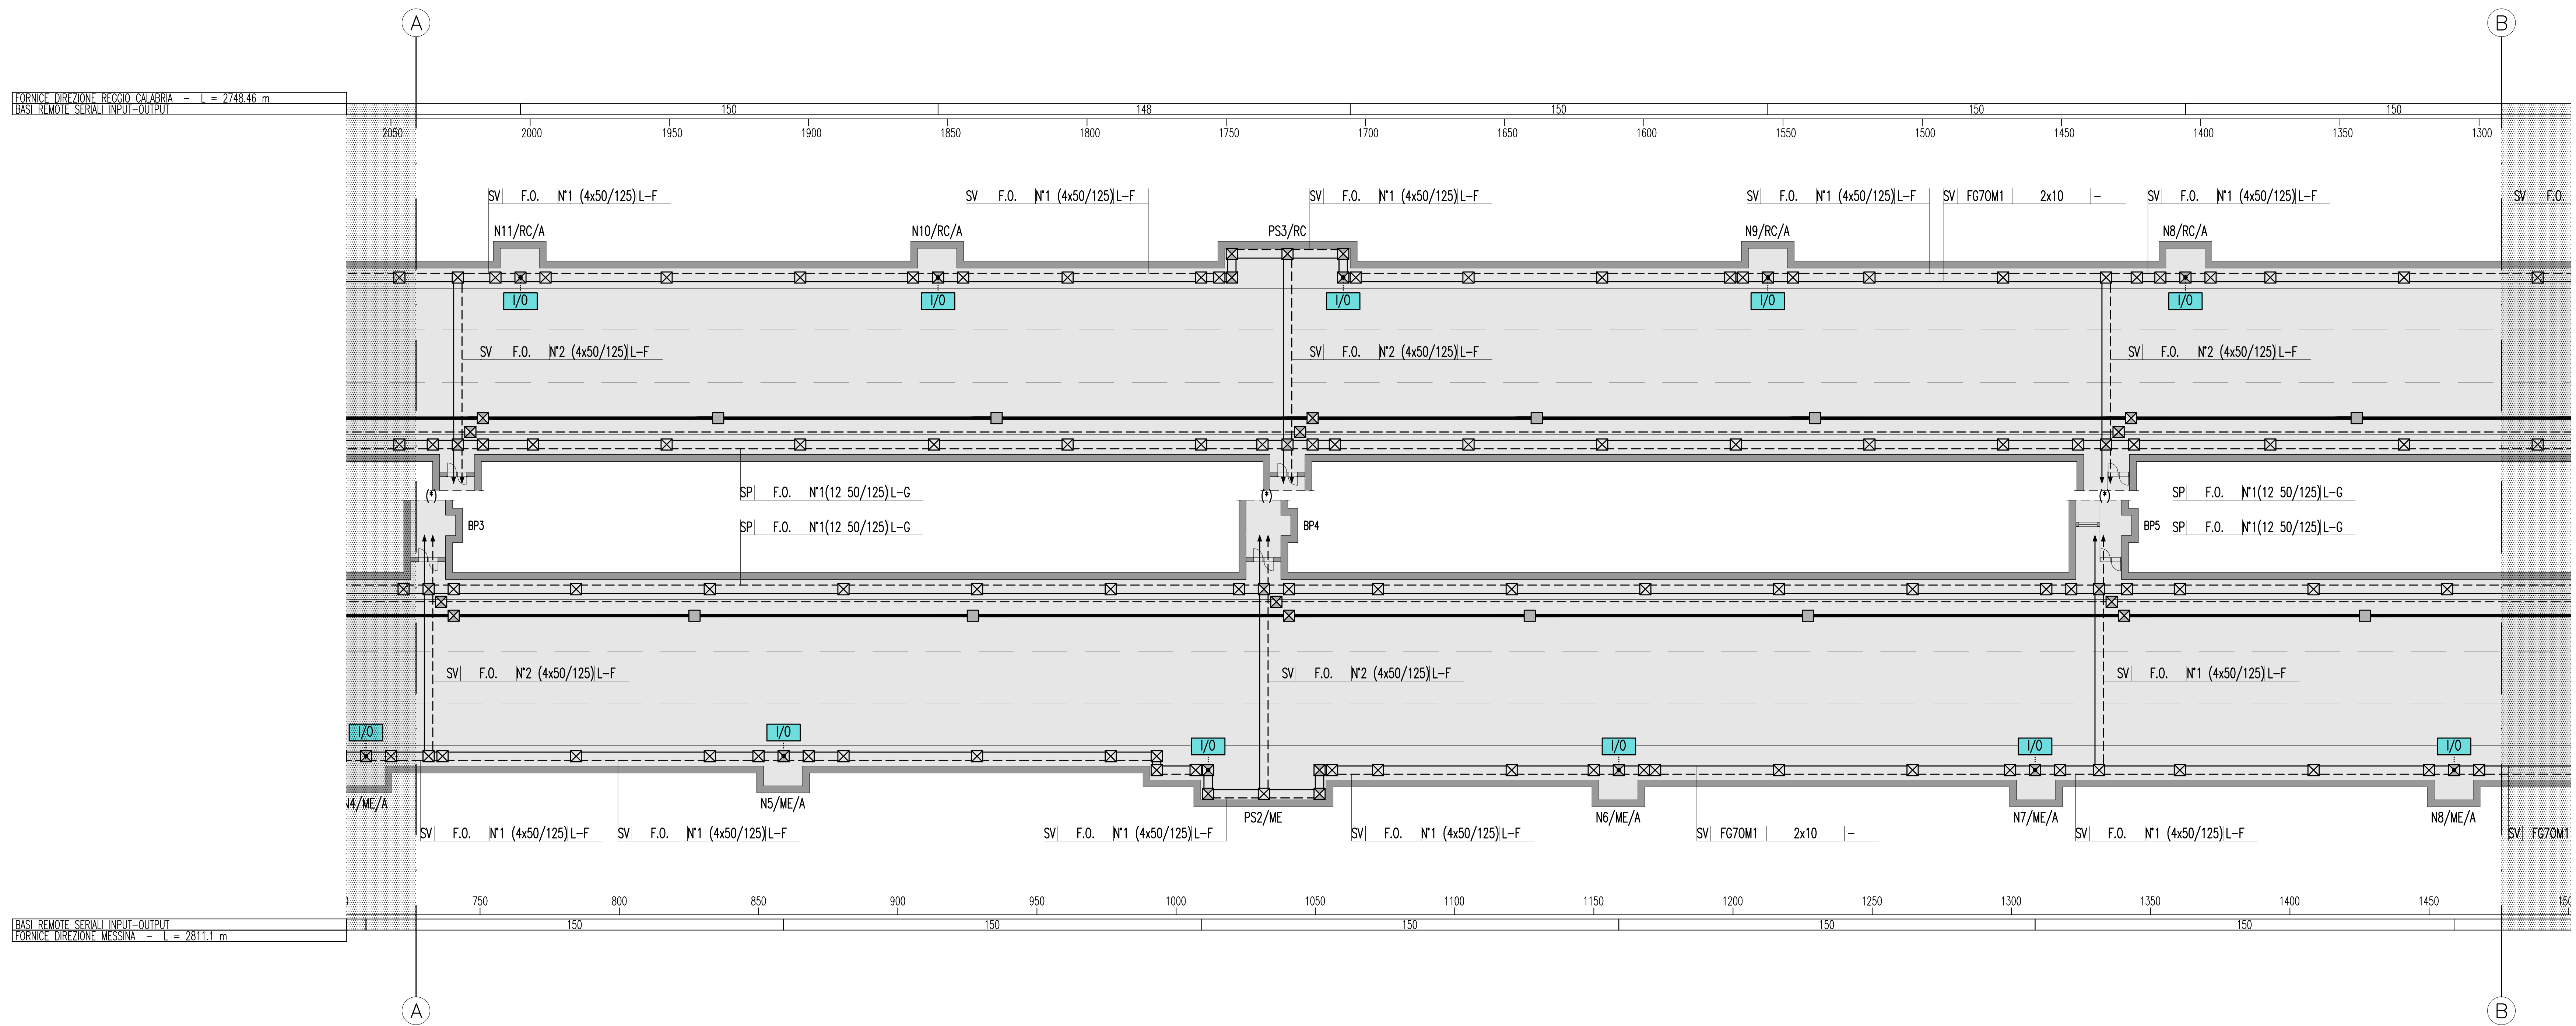 A B
FORNICE DIREZIONE REGGIO CALABRIA - L = 2748.46 m
BASI REMOTE SERIALI INPUT-OUTPUT 150 148 150 150 150
2050 2000 1950 1900 1850 1800 1750 1700 1650 1600 1550 1500 1450 1400 1350 1300
SV F.O. N°1 (4x50/125) L-F SV F.O. N°1 (4x50/125) L-F SV F.O. N°1 (4x50/125) L-F SV F.O. N°1 (4x50/125) L-F SV FG7OM1 2x10 - SV F.O. N°1 (4x50/125) L-F SV F.O.
N11/RC/A N10/RC/A PS3/RC N9/RC/A N8/RC/A
I/O I/O I/O I/O I/O
SV F.O. N°2 (4x50/125) L-F SV F.O. N°2 (4x50/125) L-F SV F.O. N°2 (4x50/125) L-F
SP F.O. N°1(12 50/125) L-G SP F.O. N°1(12 50/125) L-G
(*) (*) (*)
BP3 BP4 BP5
SP F.O. N°1(12 50/125) L-G SP F.O. N°1(12 50/125) L-G
SV F.O. N°2 (4x50/125) L-F SV F.O. N°2 (4x50/125) L-F SV F.O. N°1 (4x50/125) L-F
I/O I/O I/O I/O I/O I/O
N4/ME/A N5/ME/A PS2/ME N6/ME/A N7/ME/A N8/ME/A
SV F.O. N°1 (4x50/125) L-F SV F.O. N°1 (4x50/125) L-F SV F.O. N°1 (4x50/125) L-F SV F.O. N°1 (4x50/125) L-F SV FG7OM1 2x10 - SV F.O. N°1 (4x50/125) L-F SV FG7OM1
750 800 850 900 950 1000 1050 1100 1150 1200 1250 1300 1350 1400 1450
BASI REMOTE SERIALI INPUT-OUTPUT 150 150 150 150 150
FORNICE DIREZIONE MESSINA - L = 2811.1 m
A B